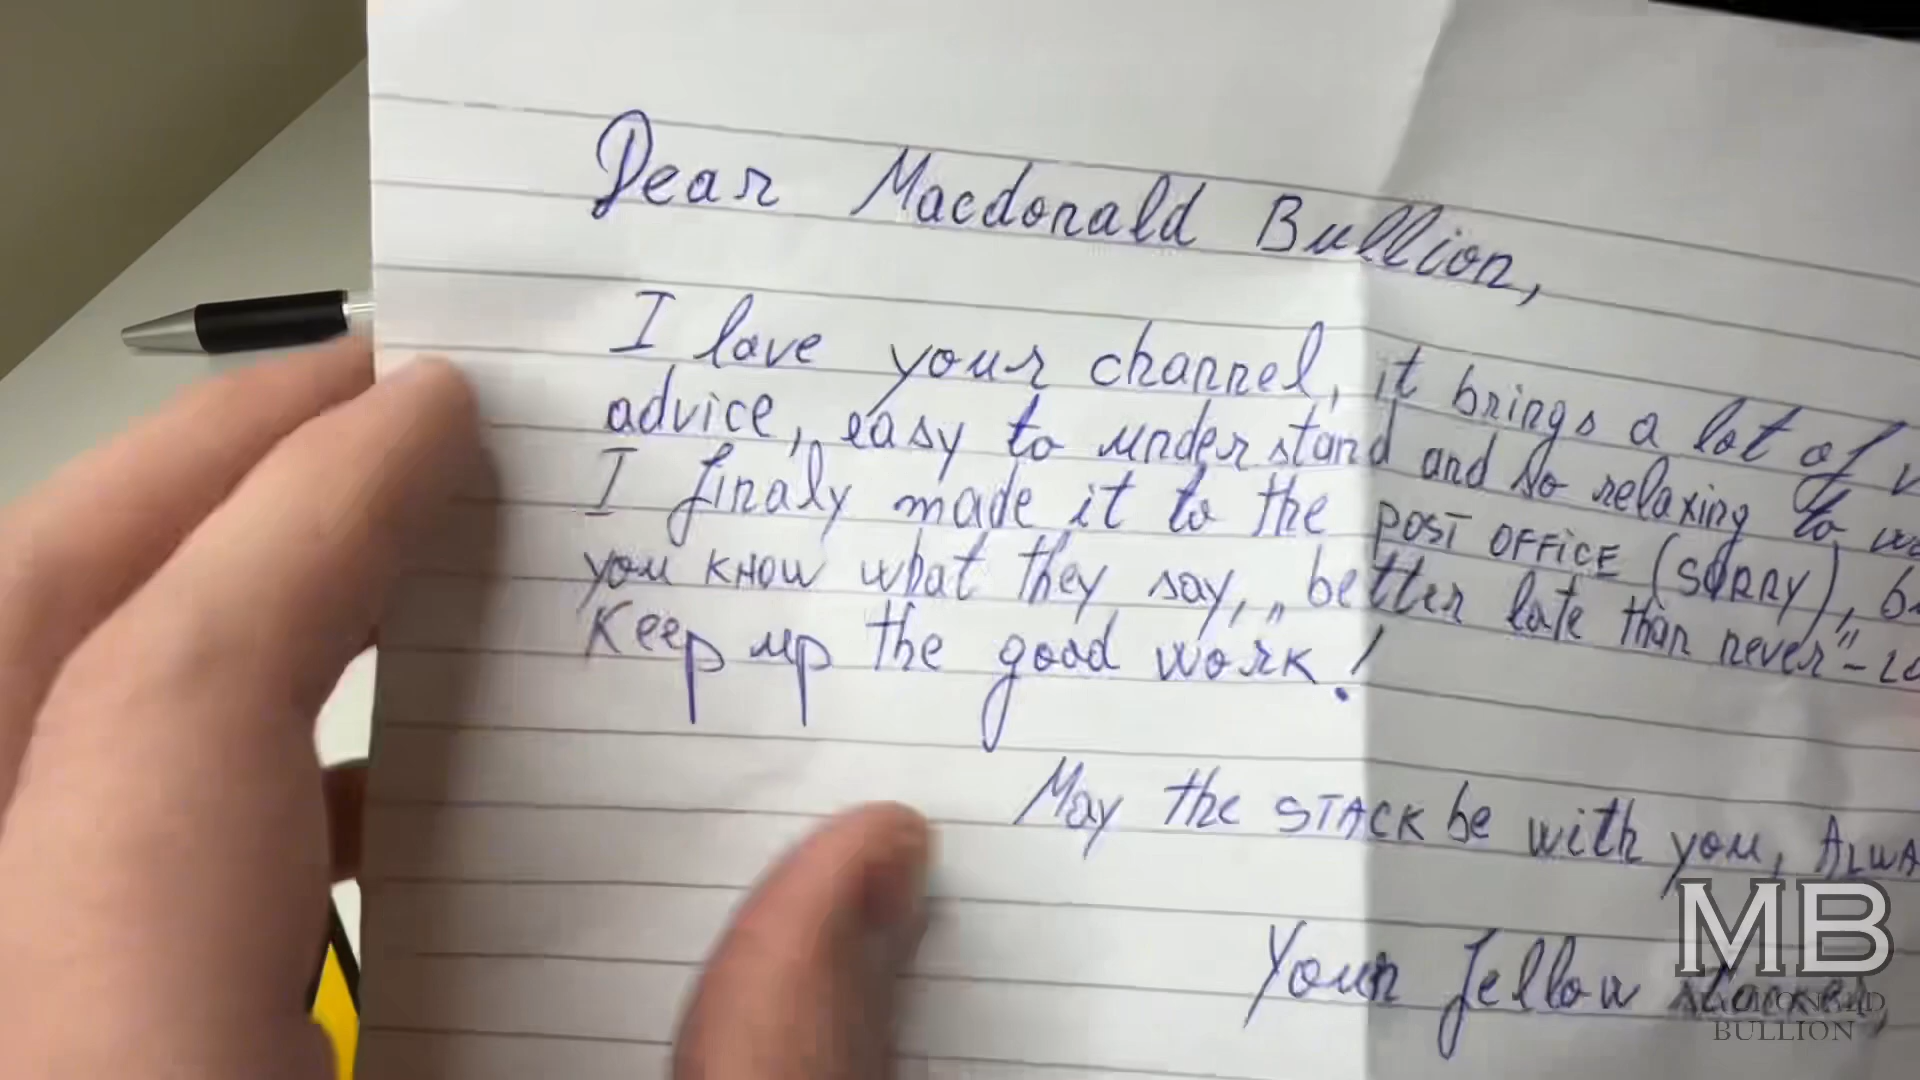 Dear Macdonald Bullion,
I love your channel, it brings a lot of
advice, easy to understand and so relaxing to
I finaly made it to the POST OFFICE (SORRY),
you know what they say, „better late than never"-
Keep up the good work!
May the STACK be with you,
Your fellow stacker,
MB
MACDONALD
BULLION